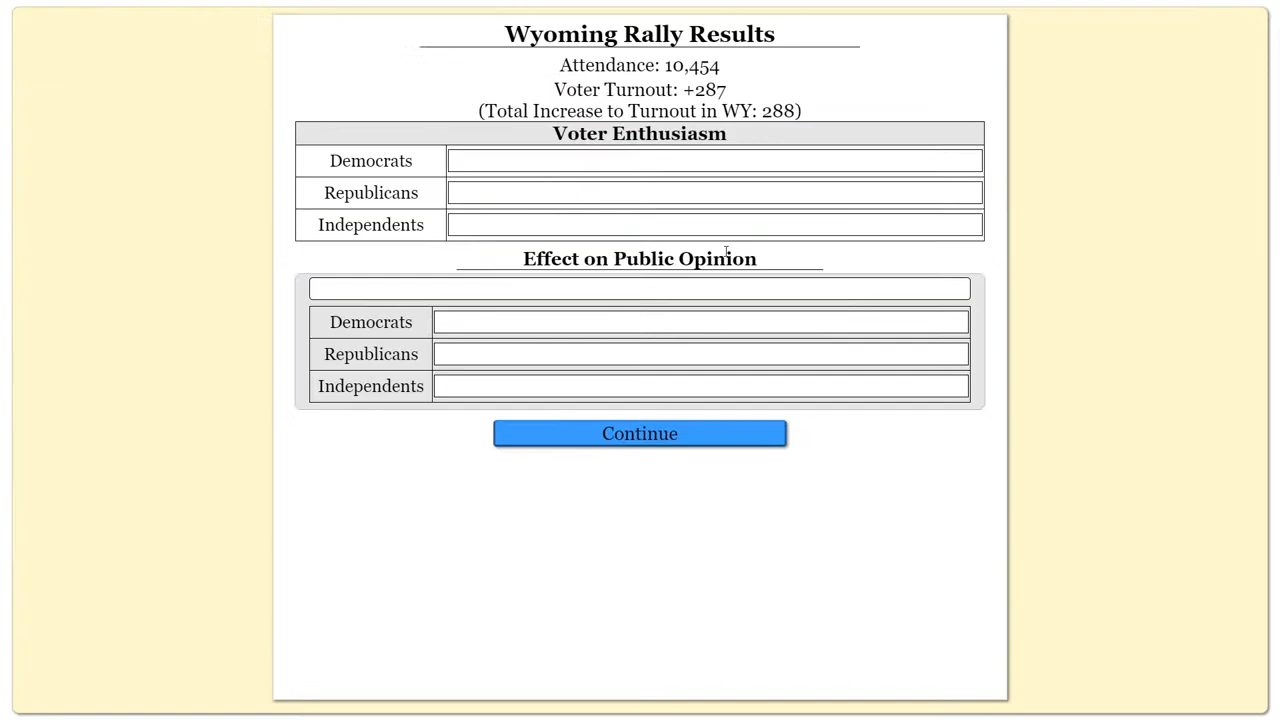 Wyoming Rally Results
Attendance: 10,454
Voter Turnout: +287
(Total Increase to Turnout in WY: 288)
Voter Enthusiasm
Democrats
Republicans
Independents
Effect on Public Opinion
Democrats
Republicans
Independents
Continue